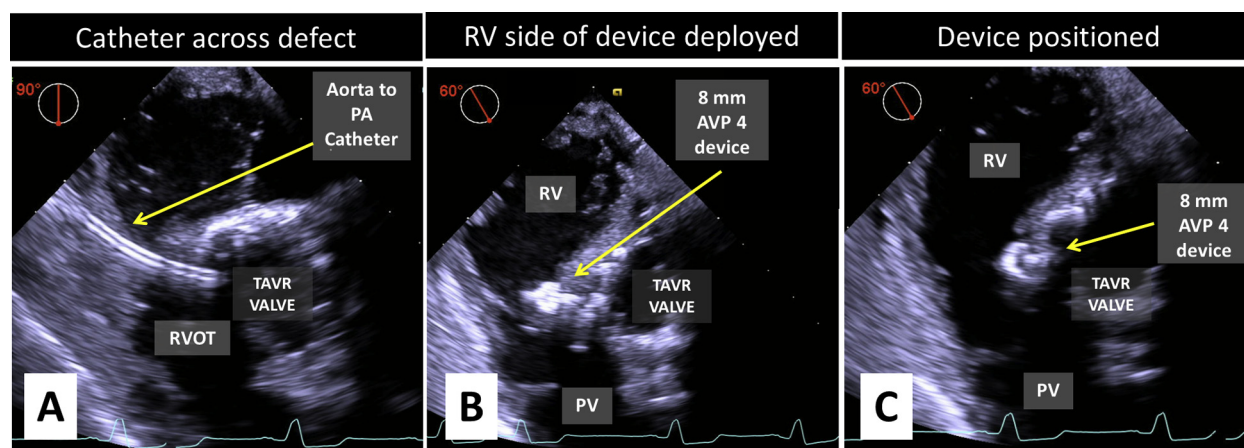 Catheter across defect
RV side of device deployed
Device positioned
90°
Aorta to
PA
Catheter
TAVR
VALVE
RVOT
A
60°
8 mm
AVP 4
device
RV
TAVR
VALVE
PV
B
60°
RV
8 mm
AVP 4
device
TAVR
VALVE
PV
C